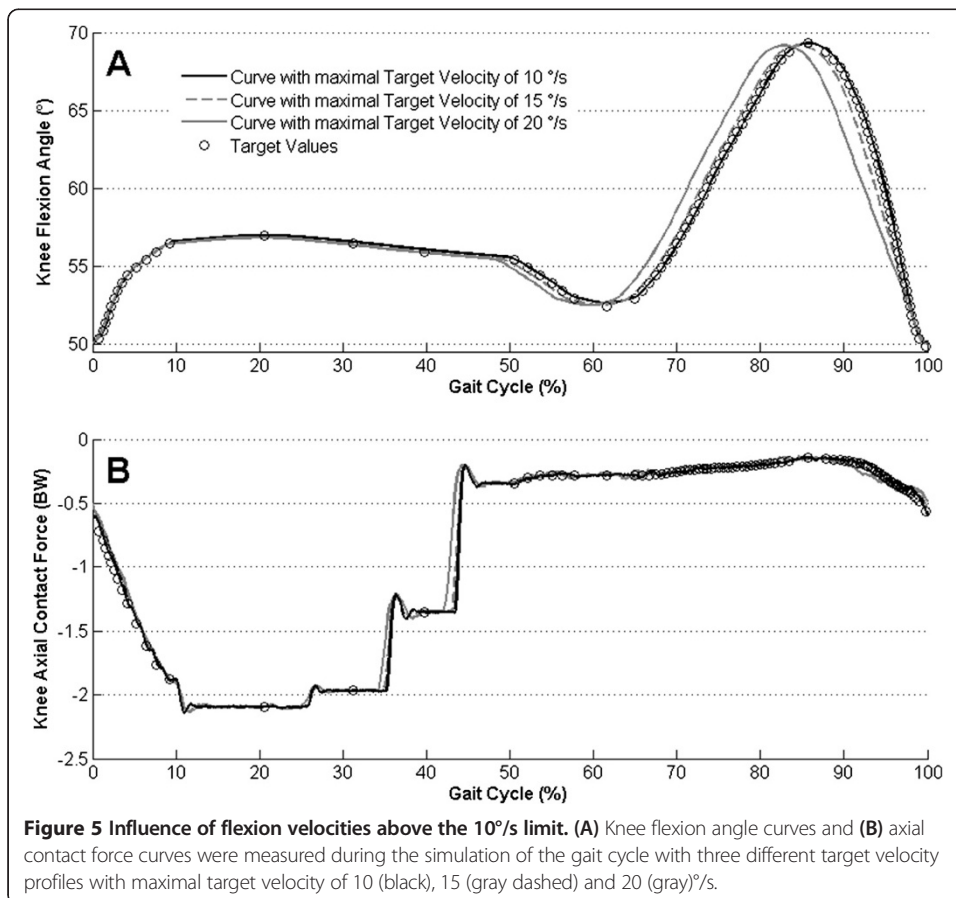 A
70
65
60
55
50
Knee Flexion Angle (°)
Curve with maximal Target Velocity of 10 °/s
Curve with maximal Target Velocity of 15 °/s
Curve with maximal Target Velocity of 20 °/s
Target Values
0 10 20 30 40 50 60 70 80 90 100
Gait Cycle (%)
B
0
-0.5
-1
-1.5
-2
-2.5
Knee Axial Contact Force (BW)
0 10 20 30 40 50 60 70 80 90 100
Gait Cycle (%)
Figure 5 Influence of flexion velocities above the 10°/s limit. (A) Knee flexion angle curves and (B) axial
contact force curves were measured during the simulation of the gait cycle with three different target velocity
profiles with maximal target velocity of 10 (black), 15 (gray dashed) and 20 (gray)°/s.